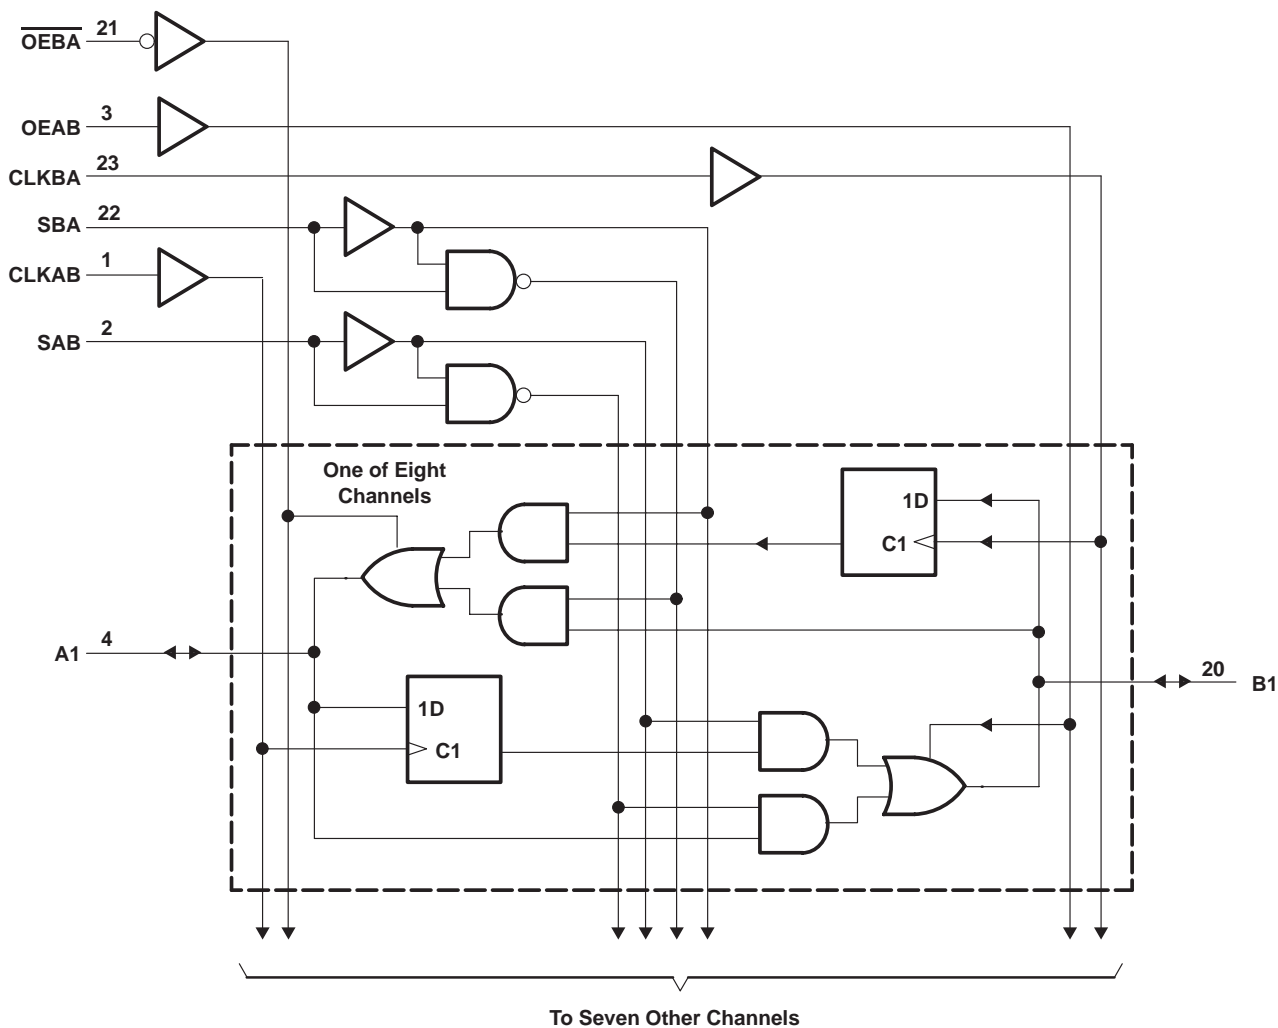 OEBA 21
OEAB 3
CLKBA 23
SBA 22
CLKAB 1
SAB 2
One of Eight
Channels
1D
C1
A1 4
1D
C1
20 B1
To Seven Other Channels